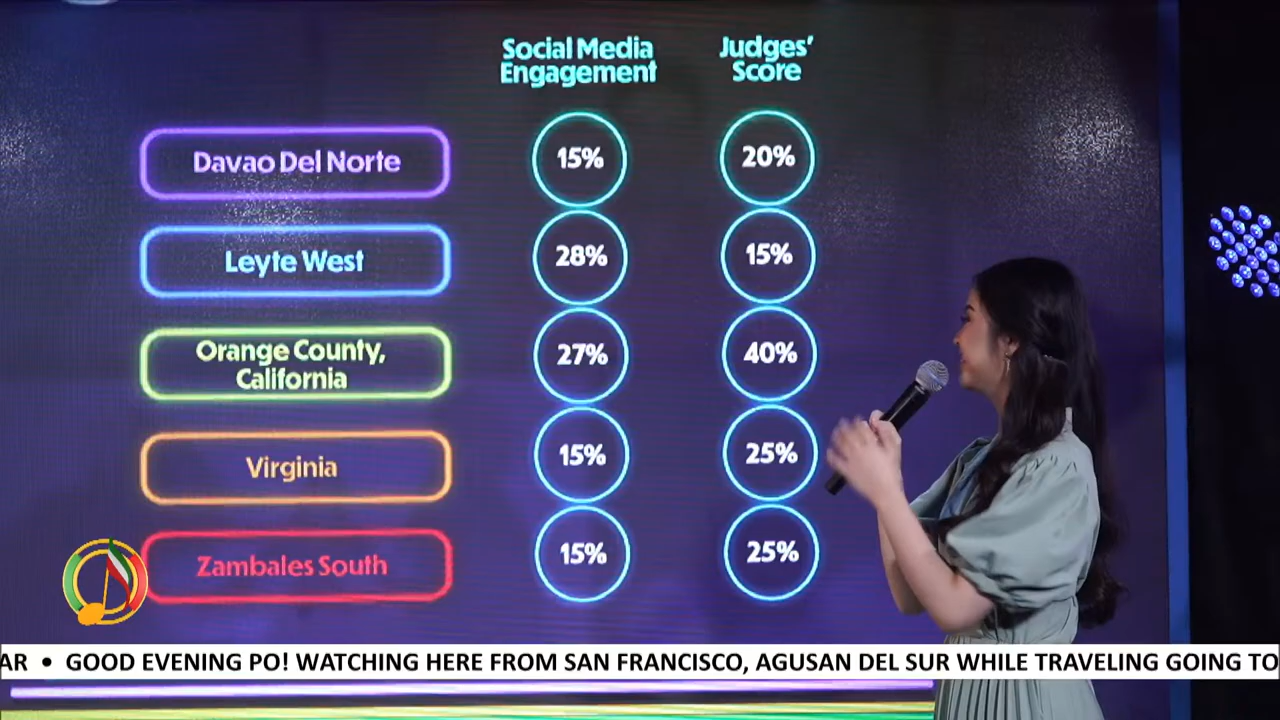 Social Media
Engagement
Judges'
Score
Davao Del Norte
15%
20%
Leyte West
28%
15%
Orange County,
California
27%
40%
Virginia
15%
25%
Zambales South
15%
25%
AR • GOOD EVENING PO! WATCHING HERE FROM SAN FRANCISCO, AGUSAN DEL SUR WHILE TRAVELING GOING TO